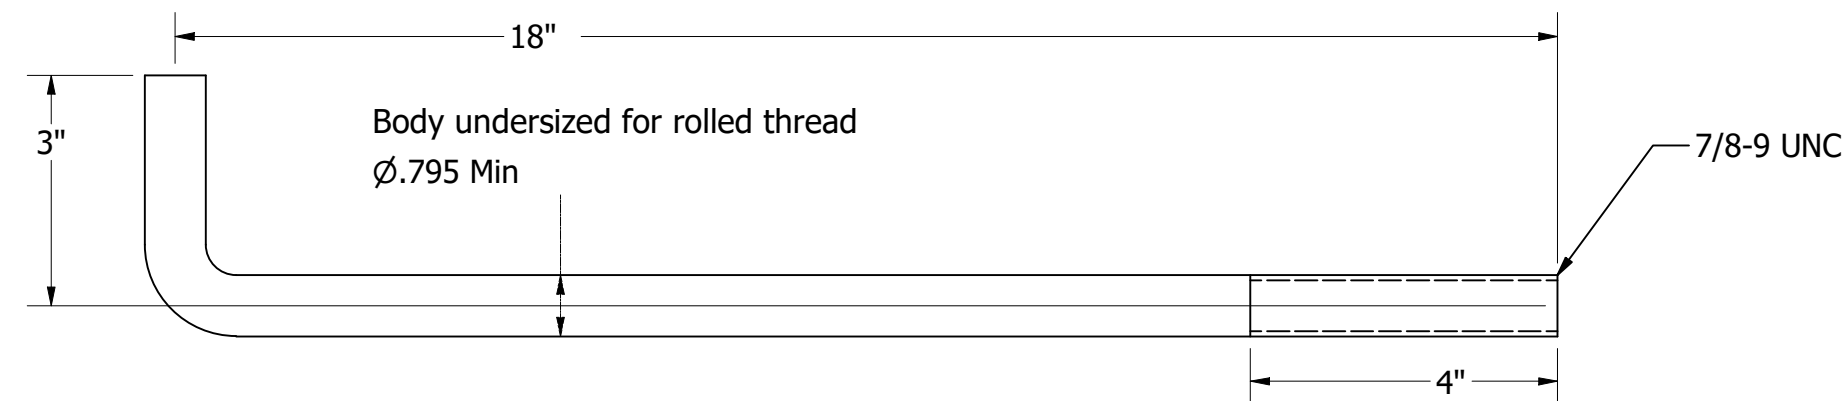 18"
3"
Body undersized for rolled thread
Ø.795 Min
7/8-9 UNC
4"